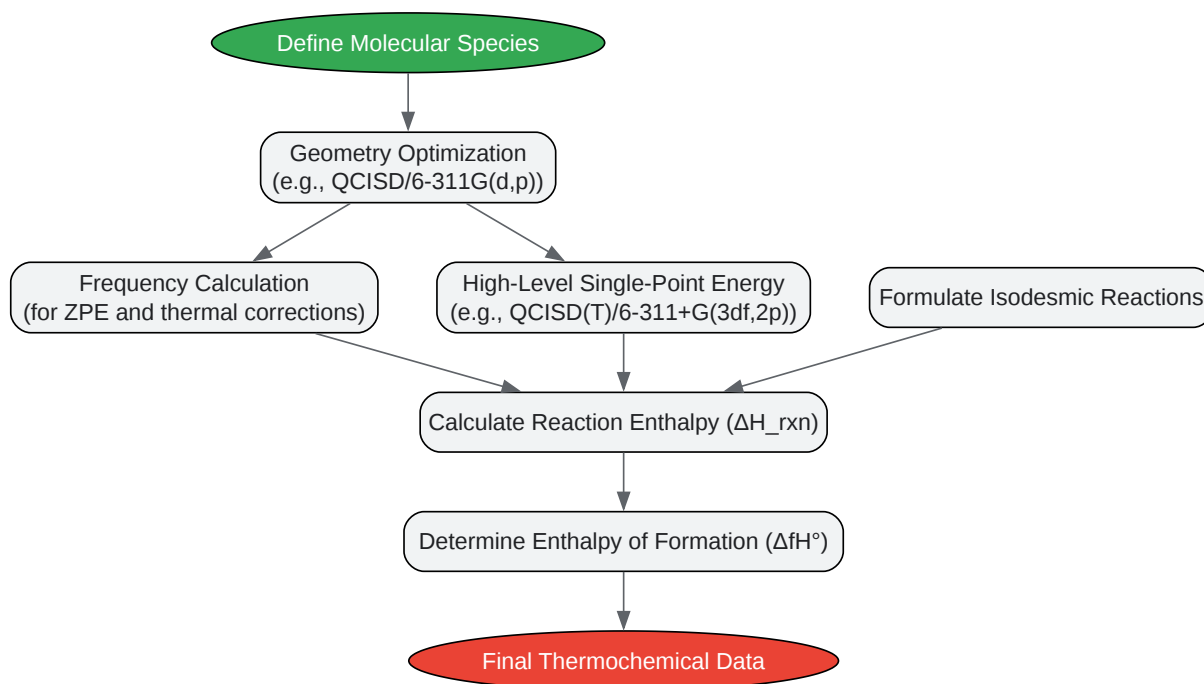 Define Molecular Species
Geometry Optimization
(e.g., QCISD/6-311G(d,p))
Frequency Calculation
(for ZPE and thermal corrections)
High-Level Single-Point Energy
(e.g., QCISD(T)/6-311+G(3df,2p))
Formulate Isodesmic Reactions
Calculate Reaction Enthalpy (ΔH_rxn)
Determine Enthalpy of Formation (ΔfH°)
Final Thermochemical Data